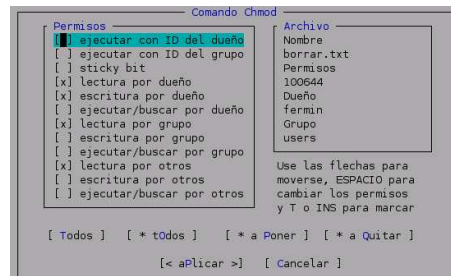 Comando Chmod
Permisos
[ ] ejecutar con ID del dueño
[ ] ejecutar con ID del grupo
[ ] sticky bit
[x] lectura por dueño
[x] escritura por dueño
[ ] ejecutar/buscar por dueño
[x] lectura por grupo
[ ] escritura por grupo
[ ] ejecutar/buscar por grupo
[x] lectura por otros
[ ] escritura por otros
[ ] ejecutar/buscar por otros
Archivo
Nombre
borrar.txt
Permisos
100644
Dueño
fermin
Grupo
users
Use las flechas para
moverse, ESPACIO para
cambiar los permisos
y T o INS para marcar
[ Todos ] [ * tOdos ] [ * a Poner ] [ * a Quitar ]
[< aPlicar >] [ Cancelar ]